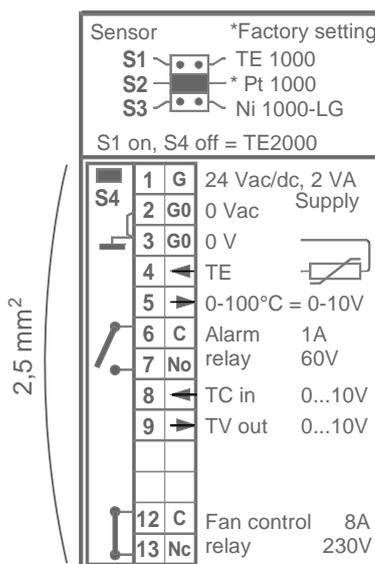 Sensor *Factory setting
S1 TE 1000
S2 * Pt 1000
S3 Ni 1000-LG
S1 on, S4 off = TE2000
S4
1 G 24 Vac/dc, 2 VA
Supply
2 G0 0 Vac
3 G0 0 V
4 TE
5 0-100°C = 0-10V
6 C Alarm 1A
7 No relay 60V
8 TC in 0...10V
9 TV out 0...10V
12 C Fan control 8A
13 Nc relay 230V
2,5 mm²